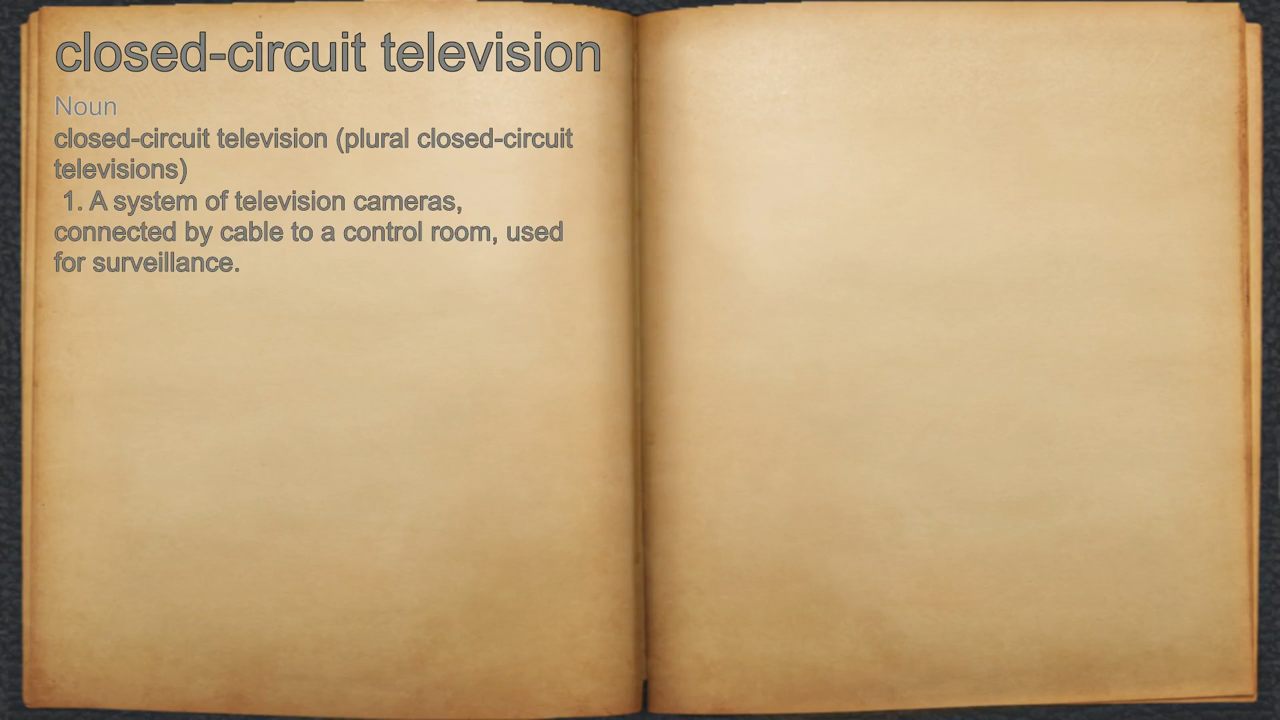 closed-circuit television
Noun
closed-circuit television (plural closed-circuit
televisions)
1. A system of television cameras,
connected by cable to a control room, used
for surveillance.